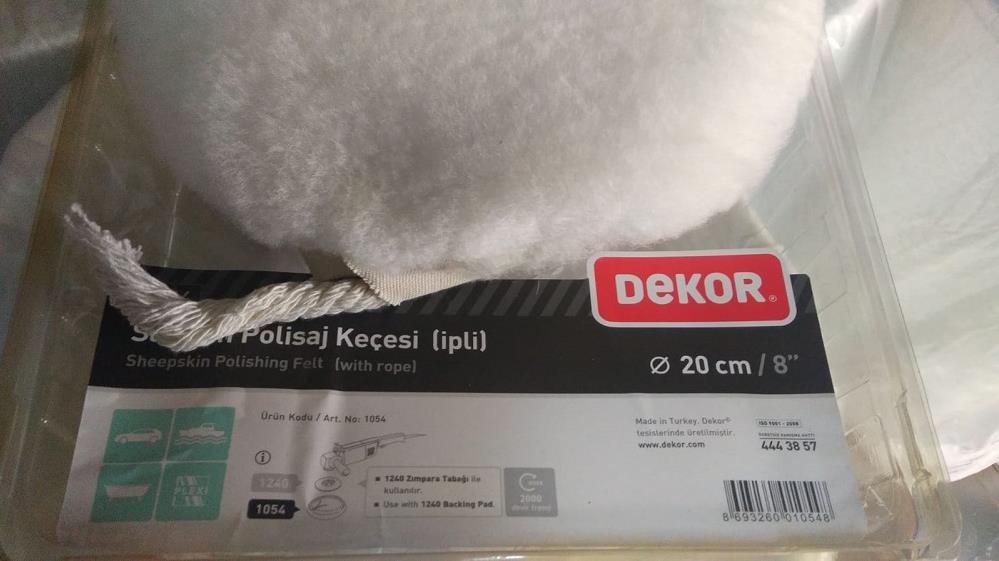 DEKOR®
Polisaj Keçesi (ipli)
Sheepskin Polishing Felt (with rope)
Ø 20 cm / 8”
Ürün Kodu / Art. No: 1054
1240
1054
1240 Zımpara Tabağı ile
kullanılır.
Use with 1240 Backing Pad.
2000
PLEXI
Made in Turkey. Dekor®
tesislerinde üretilmiştir.
www.dekor.com
ISO 9001 - 2008
444 38 57
8 693260 010548